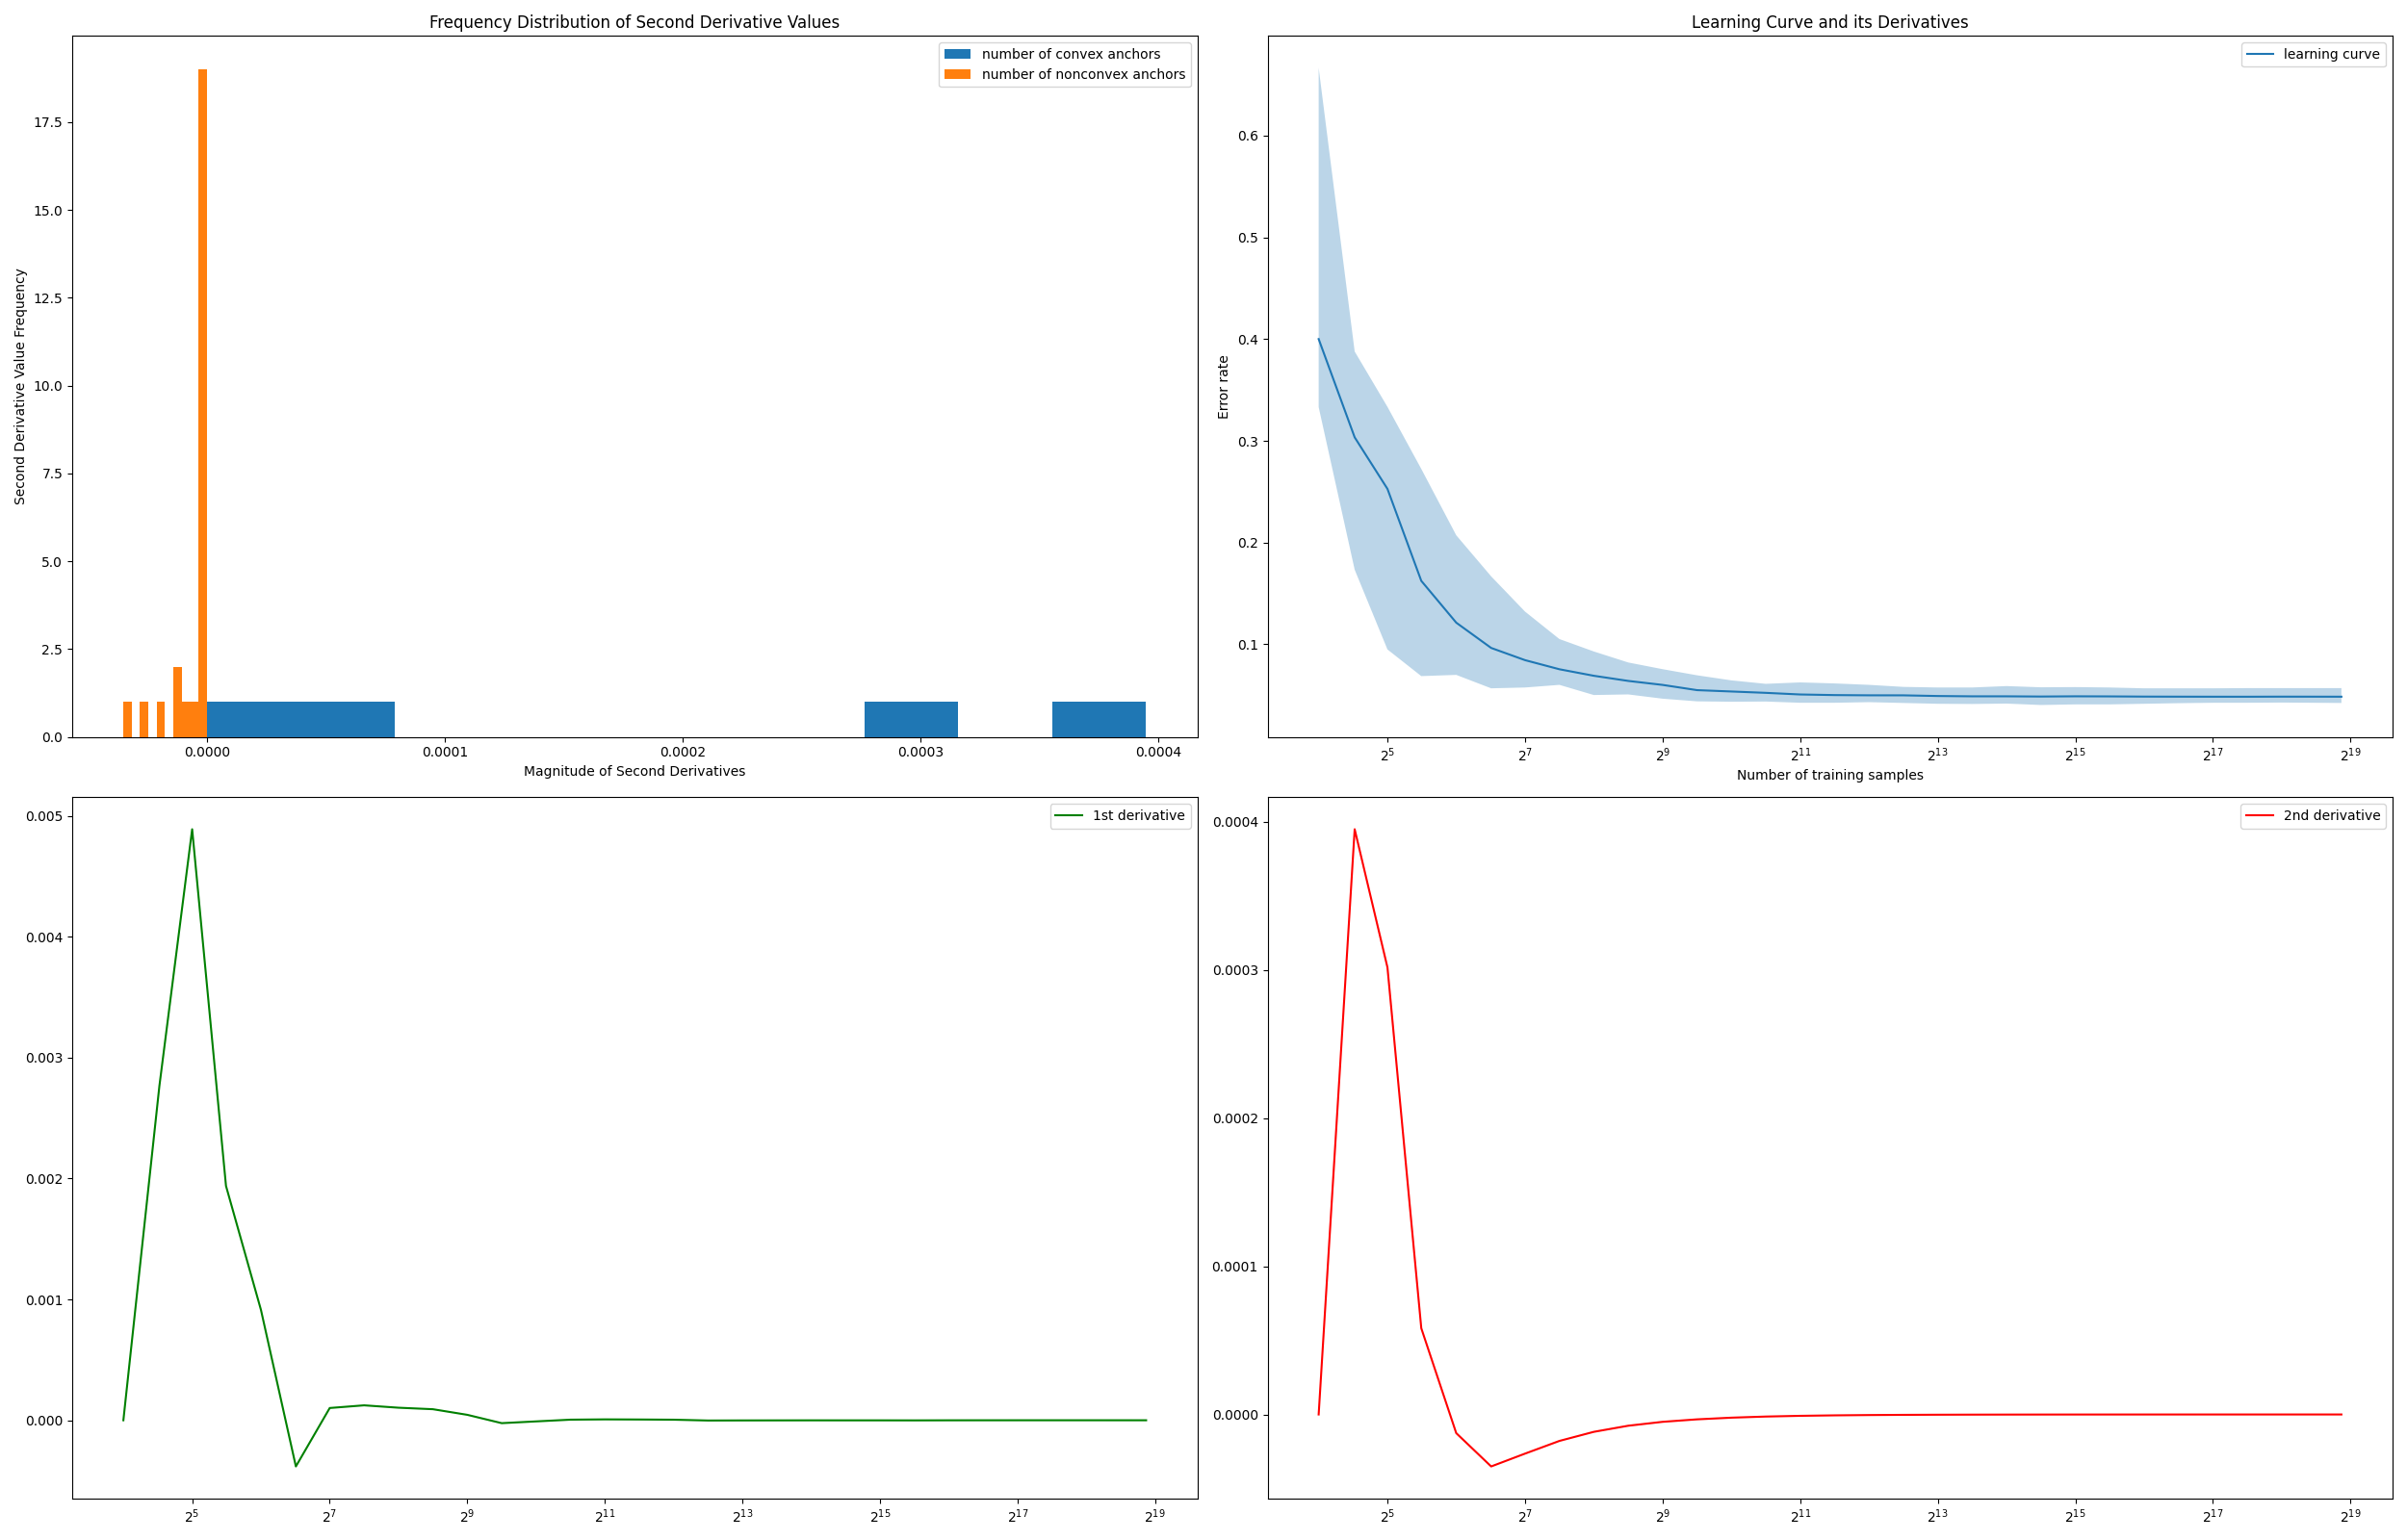 Frequency Distribution of Second Derivative Values
number of convex anchors
number of nonconvex anchors
17.5
15.0
12.5
10.0
7.5
5.0
2.5
0.0
Second Derivative Value Frequency
0.0000 0.0001 0.0002 0.0003 0.0004
Magnitude of Second Derivatives
Learning Curve and its Derivatives
learning curve
0.6
0.5
0.4
0.3
0.2
0.1
Error rate
2^5 2^7 2^9 2^11 2^13 2^15 2^17 2^19
Number of training samples
1st derivative
0.005
0.004
0.003
0.002
0.001
0.000
2^5 2^7 2^9 2^11 2^13 2^15 2^17 2^19
2nd derivative
0.0004
0.0003
0.0002
0.0001
0.0000
2^5 2^7 2^9 2^11 2^13 2^15 2^17 2^19